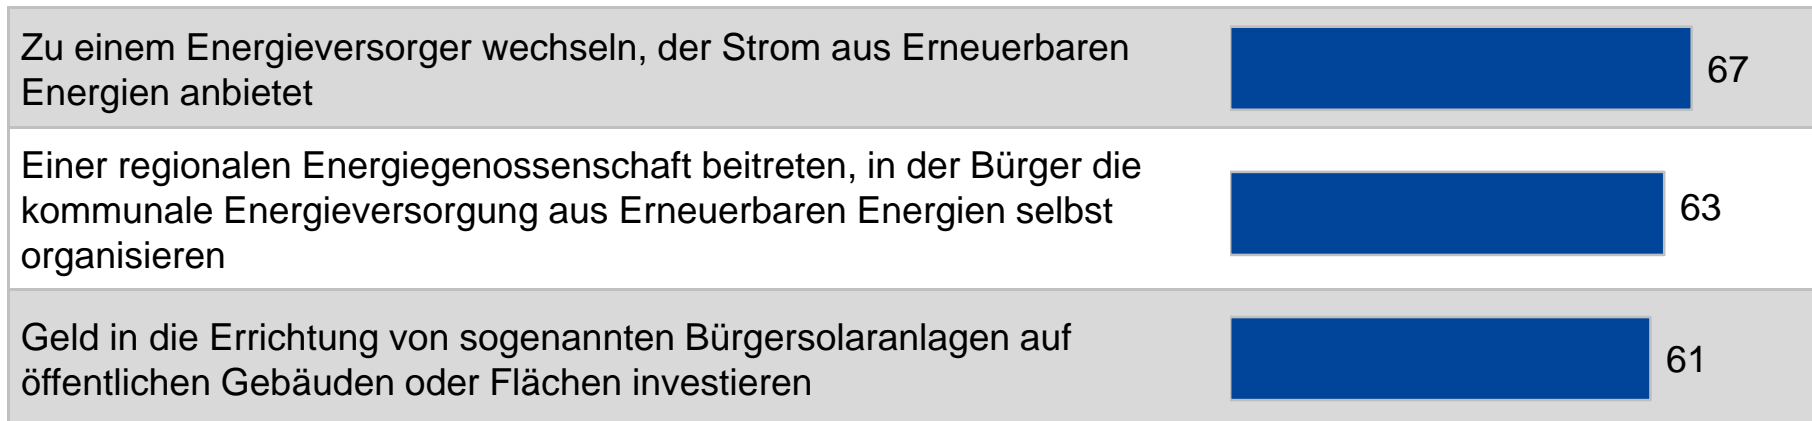 Zu einem Energieversorger wechseln, der Strom aus Erneuerbaren
Energien anbietet
67
Einer regionalen Energiegenossenschaft beitreten, in der Bürger die
kommunale Energieversorgung aus Erneuerbaren Energien selbst
organisieren
63
Geld in die Errichtung von sogenannten Bürgersolaranlagen auf
öffentlichen Gebäuden oder Flächen investieren
61